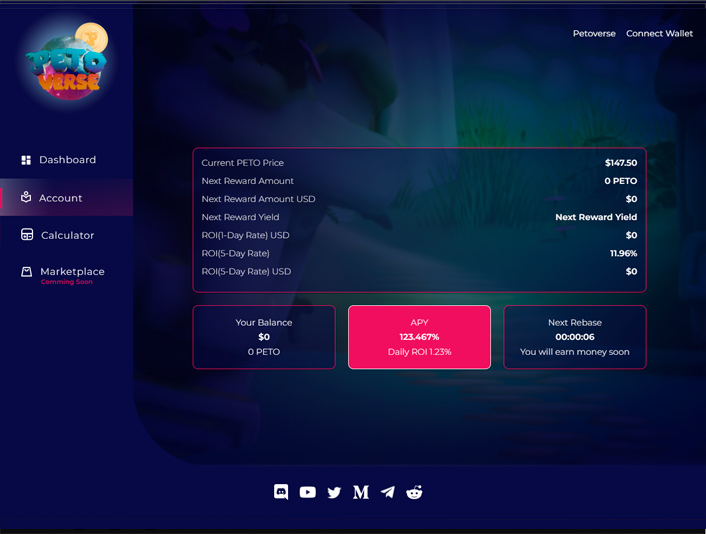 PETO
VERSE
Petoverse Connect Wallet
Dashboard
Account
Calculator
Marketplace
Comming Soon
Current PETO Price $147.50
Next Reward Amount 0 PETO
Next Reward Amount USD $0
Next Reward Yield Next Reward Yield
ROI(1-Day Rate) USD $0
ROI(5-Day Rate) 11.96%
ROI(5-Day Rate) USD $0
Your Balance
$0
0 PETO
APY
123.467%
Daily ROI 1.23%
Next Rebase
00:00:06
You will earn money soon